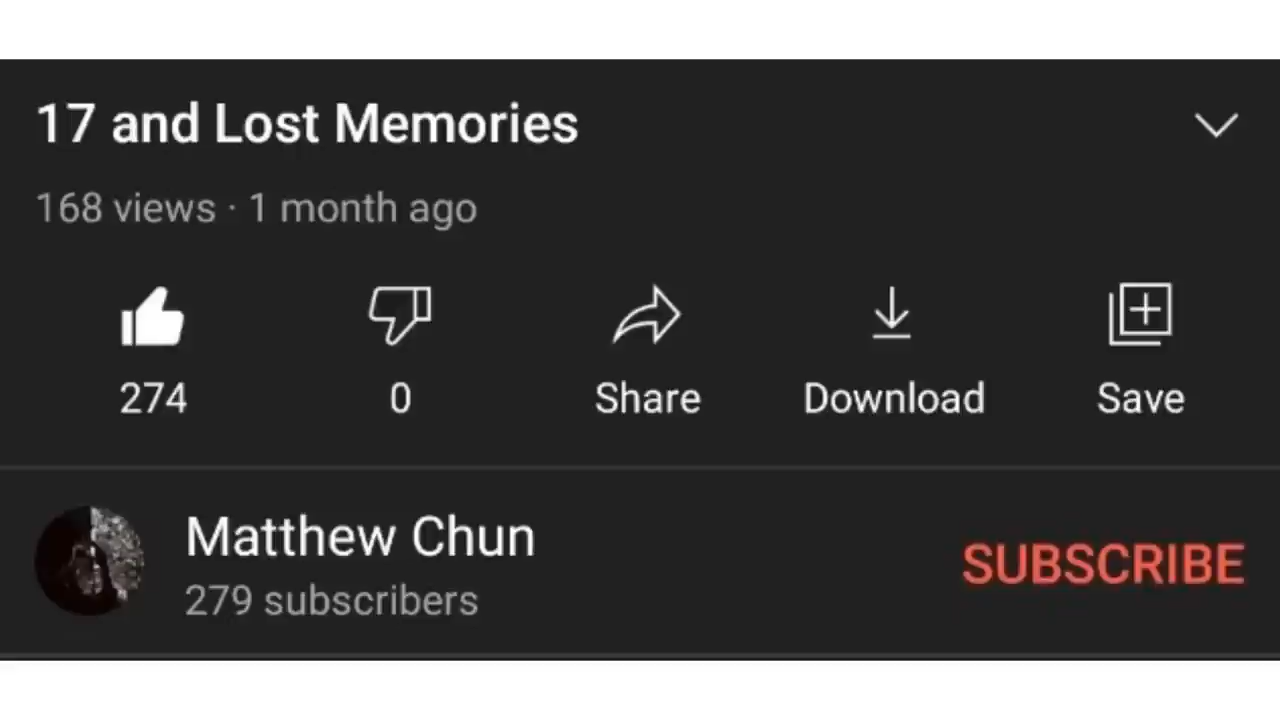 17 and Lost Memories
168 views · 1 month ago
274 0 Share Download Save
Matthew Chun
SUBSCRIBE
279 subscribers